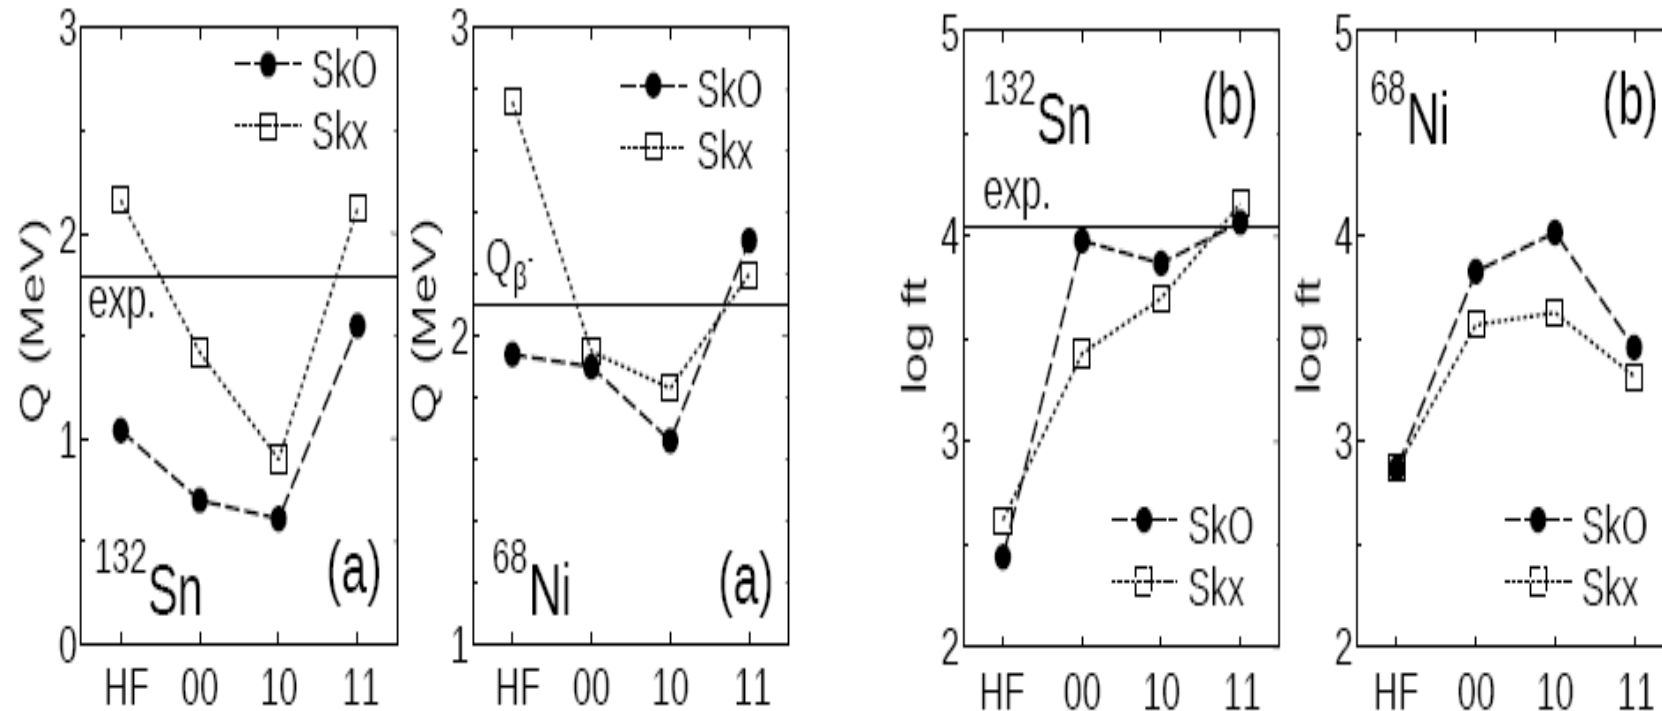 3
2
1
0
Q (MeV)
SkO
Skx
exp.
¹³²Sn
(a)
HF 00 10 11
3
2
1
Q (MeV)
SkO
Skx
Qβ⁻
⁶⁸Ni
(a)
HF 00 10 11
5
4
3
2
log ft
¹³²Sn
(b)
exp.
SkO
Skx
HF 00 10 11
5
4
3
2
log ft
⁶⁸Ni
(b)
SkO
Skx
HF 00 10 11